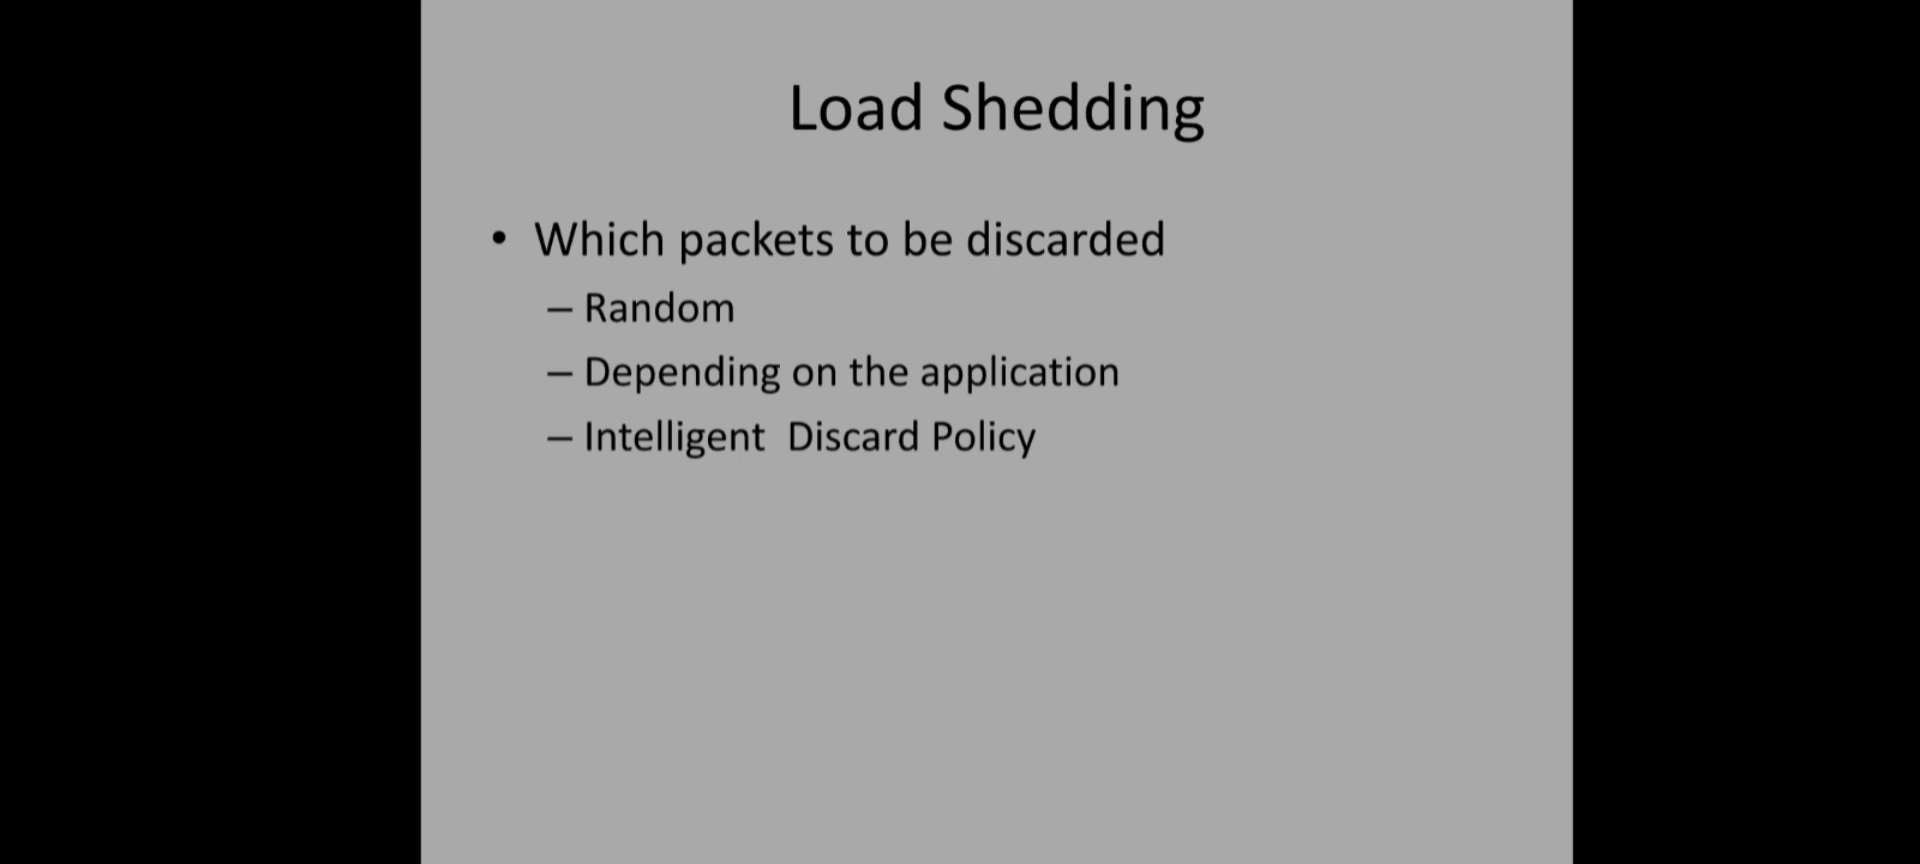 Load Shedding
• Which packets to be discarded
– Random
– Depending on the application
– Intelligent  Discard Policy